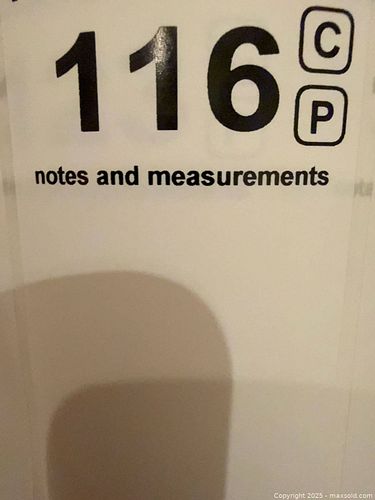 116 C
P
notes and measurements
Copyright 2025 - maxsold.com